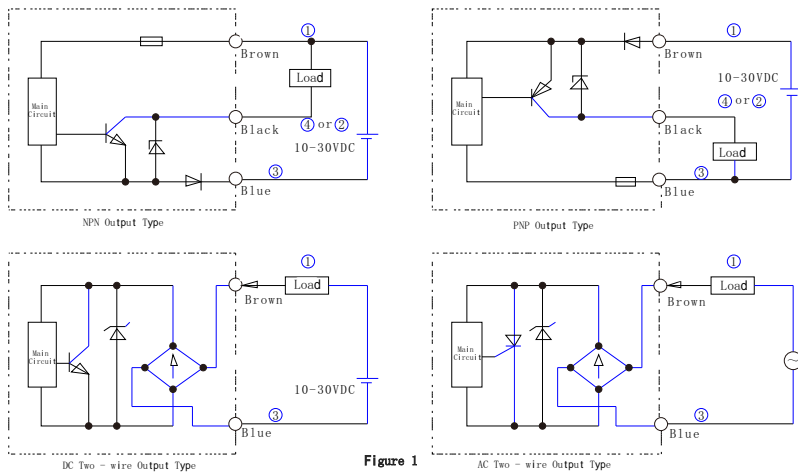 ①
Brown
Load
Main
Circuit
④ or ②
Black
10-30VDC
③
Blue
NPN Output Type
①
Brown
10-30VDC
Main
Circuit
④ or ②
Black
Load
③
Blue
PNP Output Type
①
Load
Brown
Main
Circuit
10-30VDC
③
Blue
DC Two - wire Output Type
①
Load
Brown
Main
Circuit
~
③
Blue
AC Two - wire Output Type
Figure 1